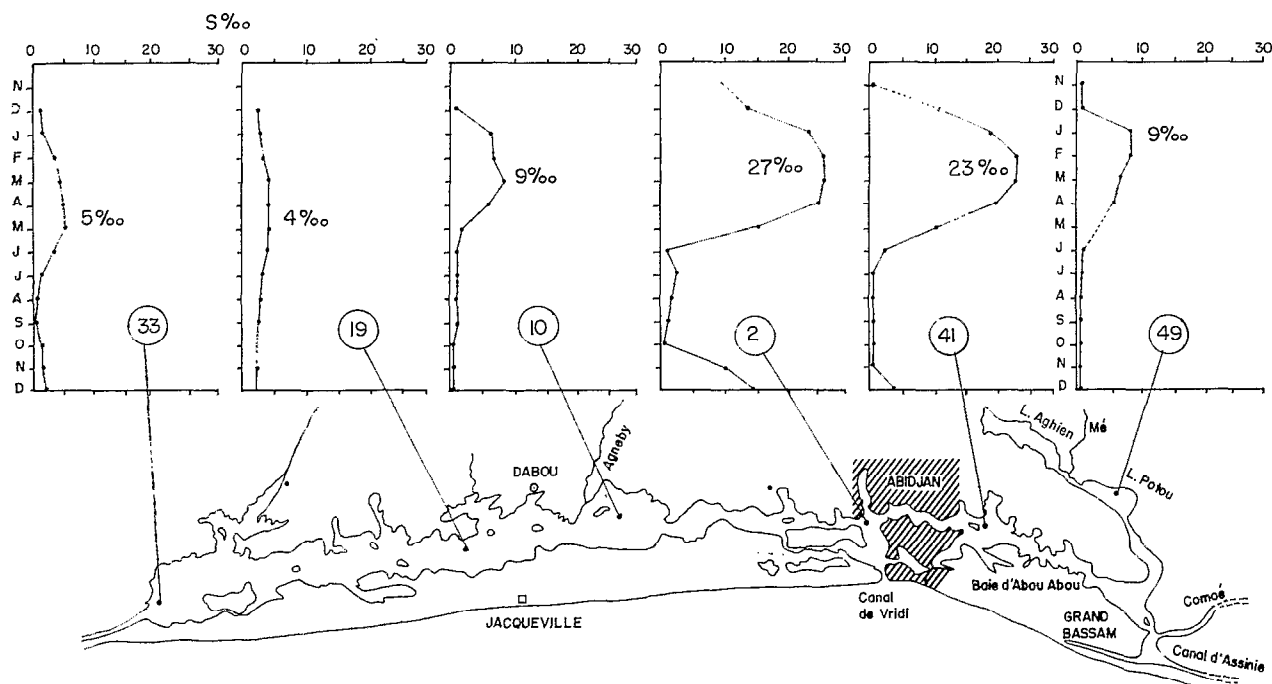 S‰
0 10 20 30
0 10 20 30
0 10 20 30
0 10 20 30
0 10 20 30
0 10 20 30
N
D
J
F
M
A
M
J
J
A
S
O
N
D
5‰
4‰
9‰
27‰
23‰
9‰
N
D
J
F
M
A
M
J
J
A
S
O
N
D
33
19
10
2
41
49
L. Aghien
Mé
L. Potou
Agneby
DABOU
ABIDJAN
Baie d'Abou Abou
Canal
de Vridi
GRAND
BASSAM
Comoé
Canal d'Assinie
JACQUEVILLE